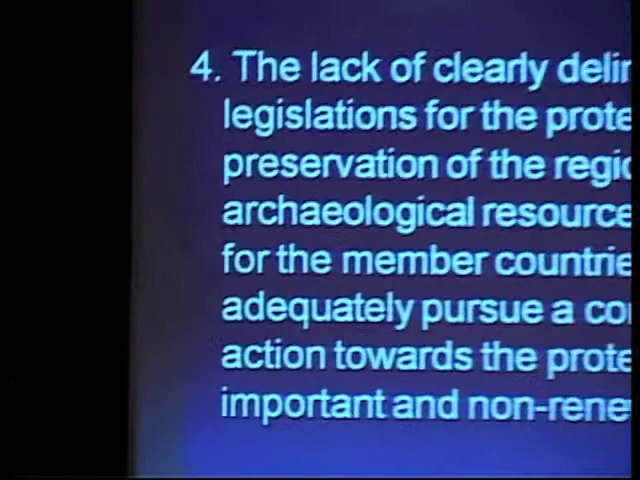 4. The lack of clearly delin
legislations for the prote
preservation of the regio
archaeological resource
for the member countrie
adequately pursue a co
action towards the prote
important and non-rene